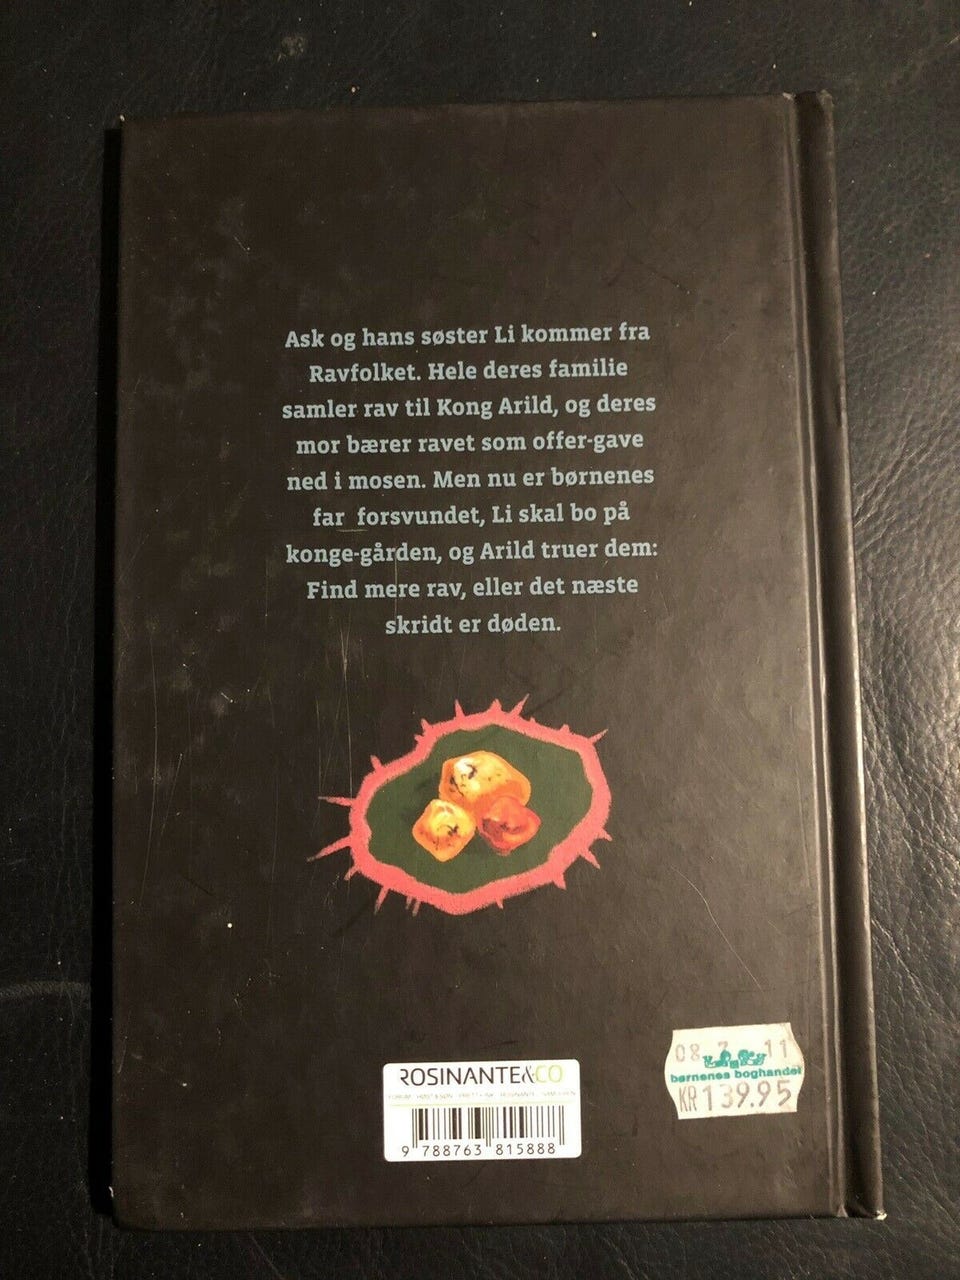 Ask og hans søster Li kommer fra
Ravfolket. Hele deres familie
samler rav til Kong Arild, og deres
mor bærer ravet som offer-gave
ned i mosen. Men nu er børnenes
far forsvundet, Li skal bo på
konge-gården, og Arild truer dem:
Find mere rav, eller det næste
skridt er døden.
ROSINANTE&CO
9 788763 815888
08 11
børnenes boghandel
KR 139.95